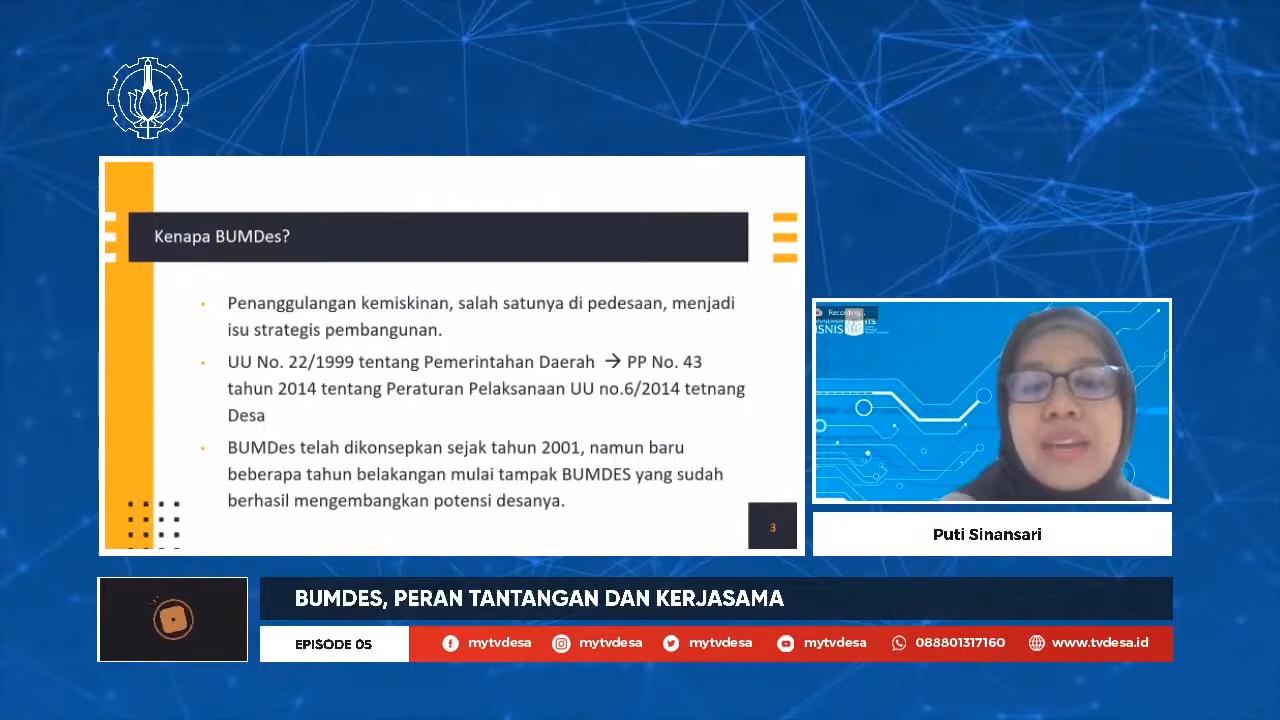 Kenapa BUMDes?
• Penanggulangan kemiskinan, salah satunya di pedesaan, menjadi
isu strategis pembangunan.
• UU No. 22/1999 tentang Pemerintahan Daerah → PP No. 43
tahun 2014 tentang Peraturan Pelaksanaan UU no.6/2014 tetnang
Desa
• BUMDes telah dikonsepkan sejak tahun 2001, namun baru
beberapa tahun belakangan mulai tampak BUMDES yang sudah
berhasil mengembangkan potensi desanya.
3
Recording...
Puti Sinansari
BUMDES, PERAN TANTANGAN DAN KERJASAMA
EPISODE 05
mytvdesa
mytvdesa
mytvdesa
mytvdesa
088801317160
www.tvdesa.id